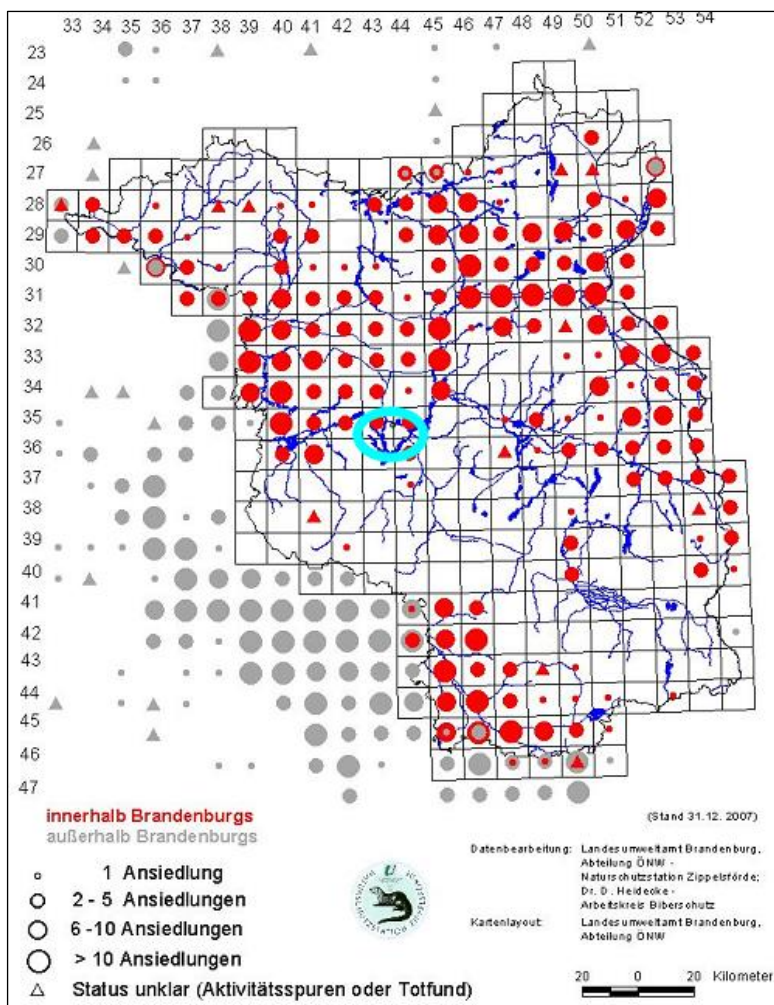 33 34 35 36 37 38 39 40 41 42 43 44 45 46 47 48 49 50 51 52 53 54
23
24
25
26
27
28
29
30
31
32
33
34
35
36
37
38
39
40
41
42
43
44
45
46
47
innerhalb Brandenburgs
außerhalb Brandenburgs
1 Ansiedlung
2 - 5 Ansiedlungen
6 -10 Ansiedlungen
> 10 Ansiedlungen
Status unklar (Aktivitätsspuren oder Totfund)
(Stand 31.12. 2007)
Datenbearbeitung: Landesumweltamt Brandenburg,
Abteilung ÖNW -
Naturschutzstation Zippelsförde;
Dr. D. Heidecke -
Arbeitskreis Biberschutz
Kartenlayout: Landesumweltamt Brandenburg,
Abteilung ÖNW
20 0 20 Kilometer